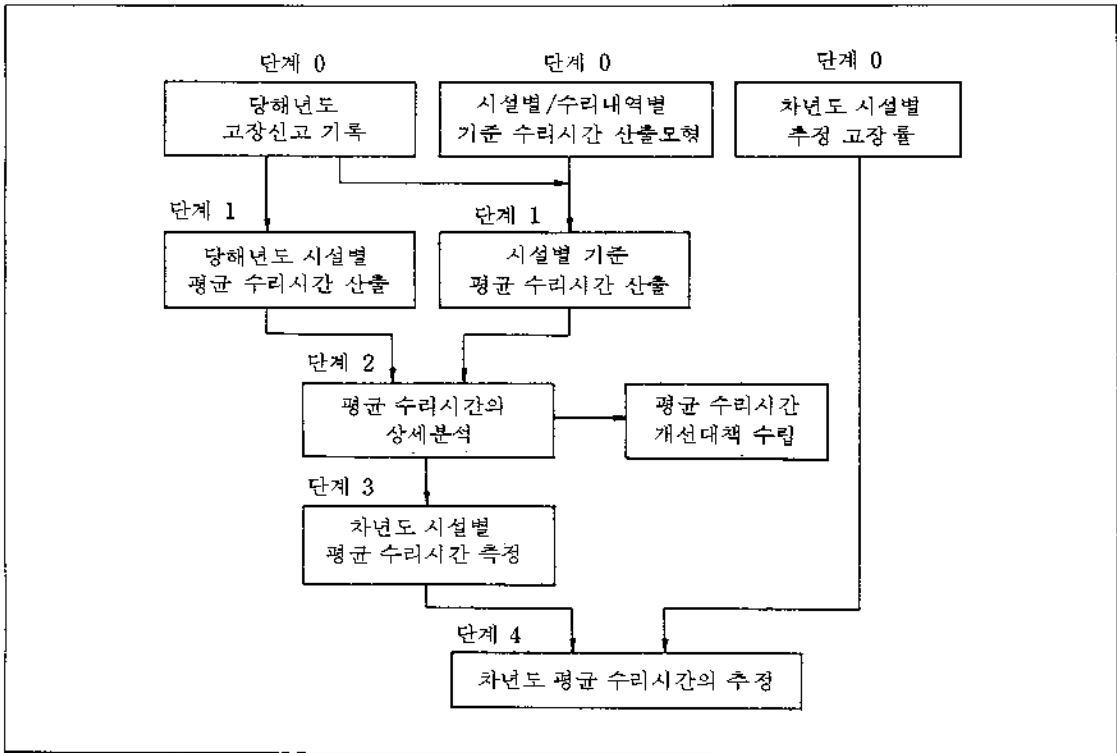 단계 0
단계 0
단계 0
당해년도
고장신고 기록
시설별/수리내역별
기준 수리시간 산출모형
차년도 시설별
추정 고장률
단계 1
단계 1
당해년도 시설별
평균 수리시간 산출
시설별 기준
평균 수리시간 산출
단계 2
평균 수리시간의
상세분석
평균 수리시간
개선대책 수립
단계 3
차년도 시설별
평균 수리시간 측정
단계 4
차년도 평균 수리시간의 추정